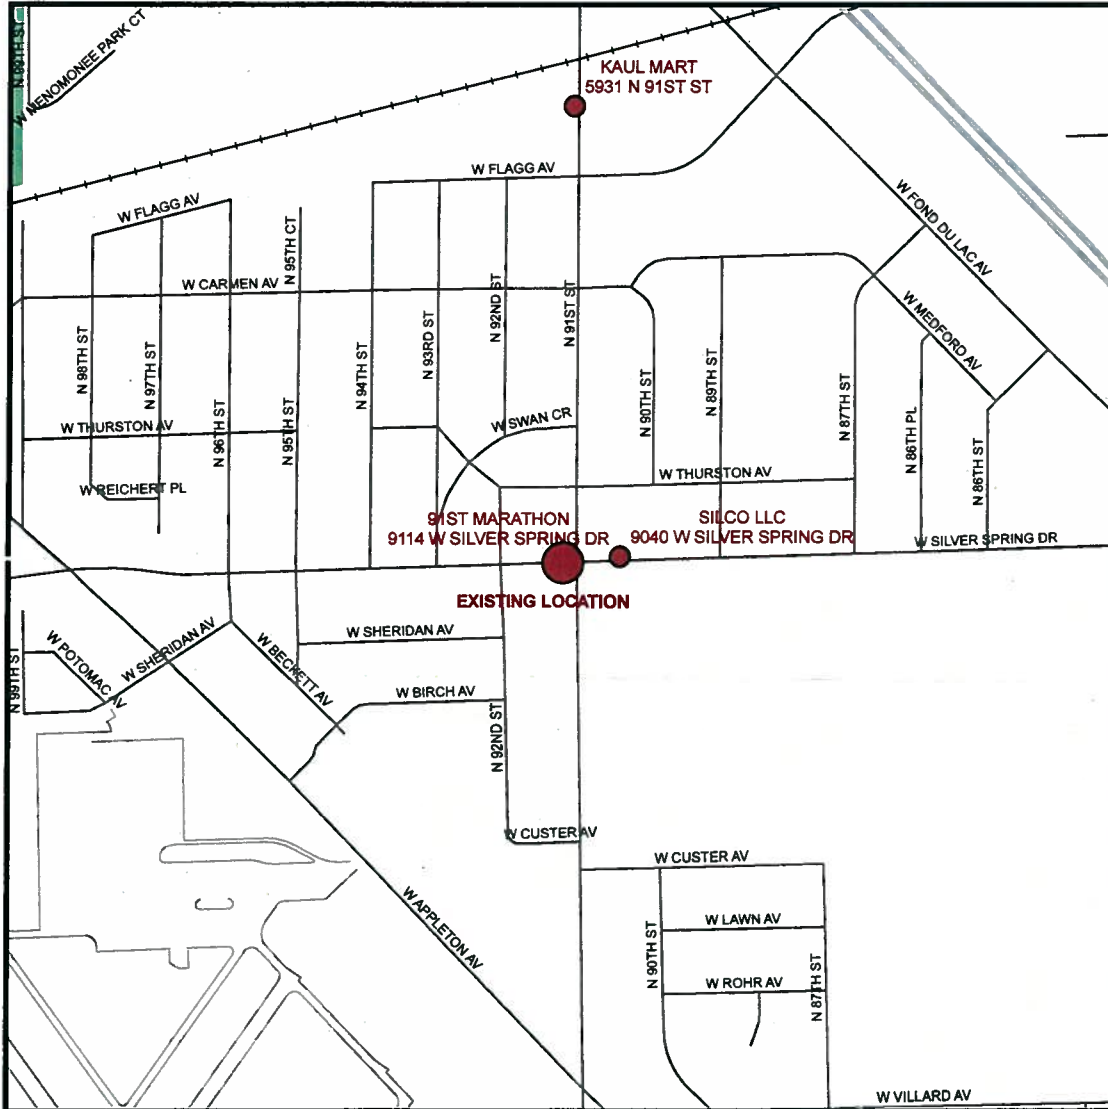 N 99TH ST
W MENOMONEE PARK CT
KAUL MART
5931 N 91ST ST
W FLAGG AV
W FLAGG AV
W FOND DU LAC AV
N 95TH CT
W CARMEN AV
N 92ND ST
N 91ST ST
W MEDFORD AV
N 98TH ST
N 97TH ST
N 96TH ST
N 95TH ST
N 94TH ST
N 93RD ST
N 90TH ST
N 89TH ST
N 87TH ST
N 86TH PL
N 86TH ST
W SWAN CR
W THURSTON AV
W THURSTON AV
W REICHERT PL
91ST MARATHON
9114 W SILVER SPRING DR
SILCO LLC
9040 W SILVER SPRING DR
W SILVER SPRING DR
EXISTING LOCATION
W SHERIDAN AV
W SHERIDAN AV
W POTOMAC AV
N 99TH ST
W BECKETT AV
W BIRCH AV
N 92ND ST
W CUSTER AV
W CUSTER AV
W APPLETON AV
W LAWN AV
N 90TH ST
W ROHR AV
N 87TH ST
W VILLARD AV